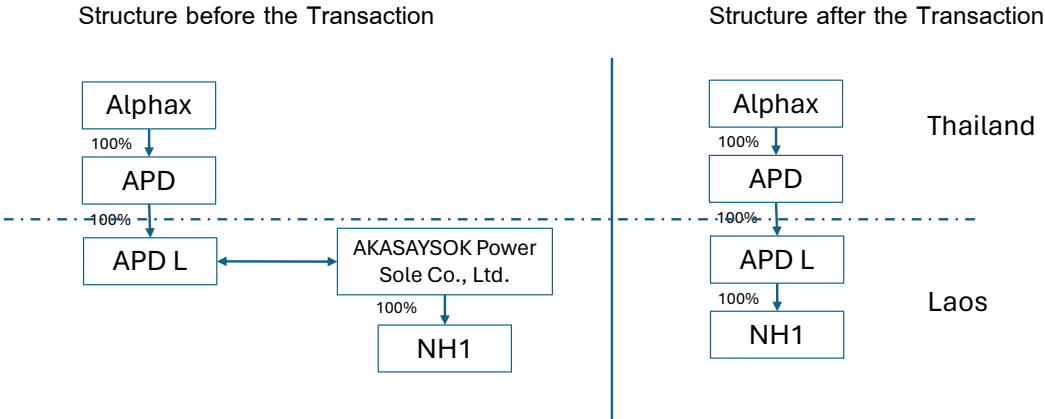 Structure before the Transaction
Structure after the Transaction
Alphax
100%
APD
100%
APD L
AKASAYSOK Power
Sole Co., Ltd.
100%
NH1
Alphax
100%
APD
100%
APD L
100%
NH1
Thailand
Laos